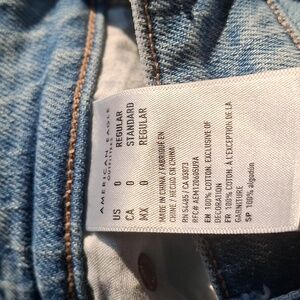 AMERICAN EAGLE
OUTFITTERS
US 0 REGULAR
CA 0 STANDARD
MX 0 REGULAR
MADE IN CHINA / FABRIQUÉ EN
CHINE / HECHO EN CHINA
RN 54485 / CA
EN 100% COTTON, EXCLUSIVE OF
DECORATION
FR 100% COTON, À L'EXCEPTION DE LA
GARNITURE
SP 100% algodón